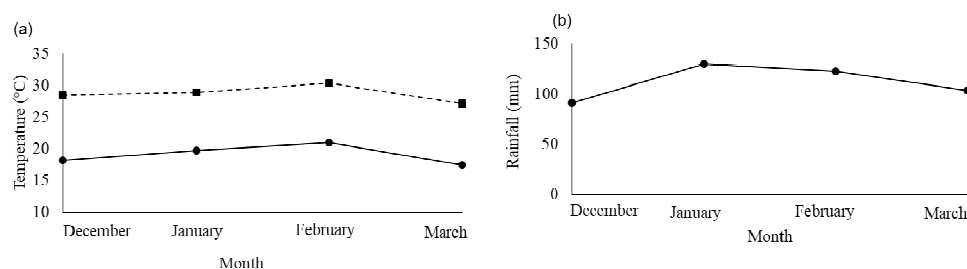 (a)
35
30
25
20
15
10
Temperature (°C)
December January February March
Month
(b)
150
100
50
0
Rainfall (mm)
December January February March
Month